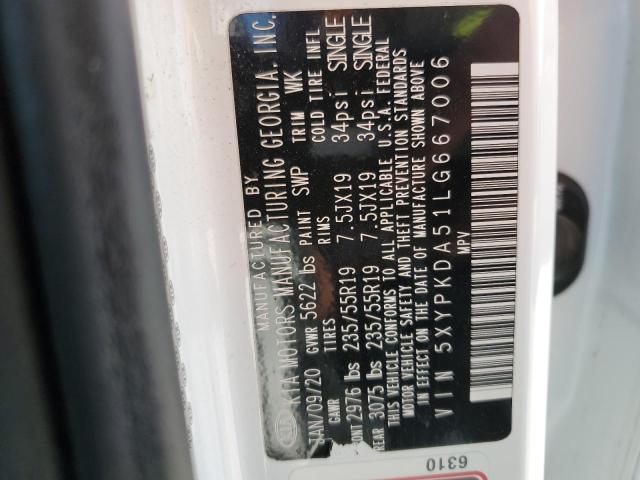 MANUFACTURED BY
KIA MOTORS MANUFACTURING GEORGIA. INC.
JAN/09/20 GVWR 5622 lbs PAINT SWP TRIM WK
GAWR TIRES RIMS COLD TIRE INFL
FRONT 2976 lbs 235/55R19 7.5JX19 34psi SINGLE
REAR 3075 lbs 235/55R19 7.5JX19 34psi SINGLE
THIS VEHICLE CONFORMS TO ALL APPLICABLE U.S.A. FEDERAL
MOTOR VEHICLE SAFETY AND THEFT PREVENTION STANDARDS
IN EFFECT ON THE DATE OF MANUFACTURE SHOWN ABOVE
VIN 5XYPKDA51LG667006
MPV
6310